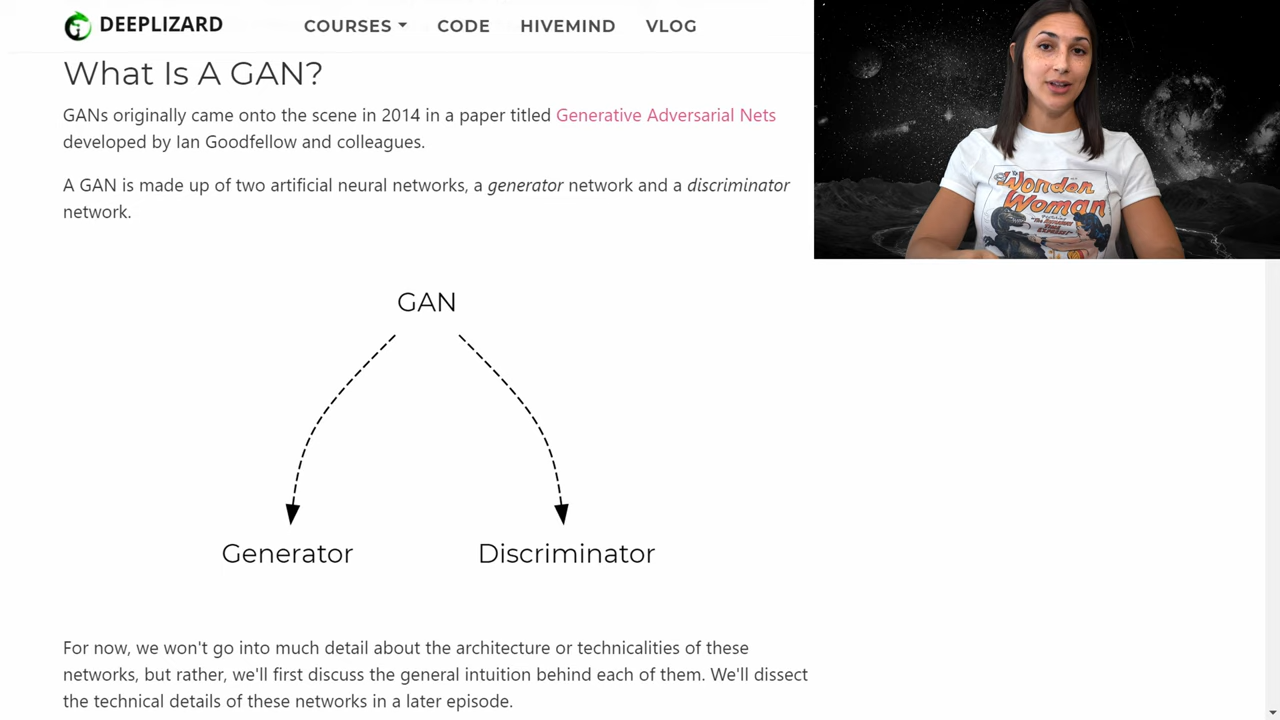 DEEPLIZARD COURSES CODE HIVEMIND VLOG
What Is A GAN?
GANs originally came onto the scene in 2014 in a paper titled Generative Adversarial Nets
developed by Ian Goodfellow and colleagues.
A GAN is made up of two artificial neural networks, a generator network and a discriminator
network.
Wonder
Woman
GAN
Generator Discriminator
For now, we won't go into much detail about the architecture or technicalities of these
networks, but rather, we'll first discuss the general intuition behind each of them. We'll dissect
the technical details of these networks in a later episode.